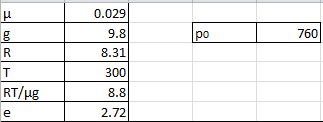 μ 0.029
g 9.8 po 760
R 8.31
T 300
RT/μg 8.8
e 2.72